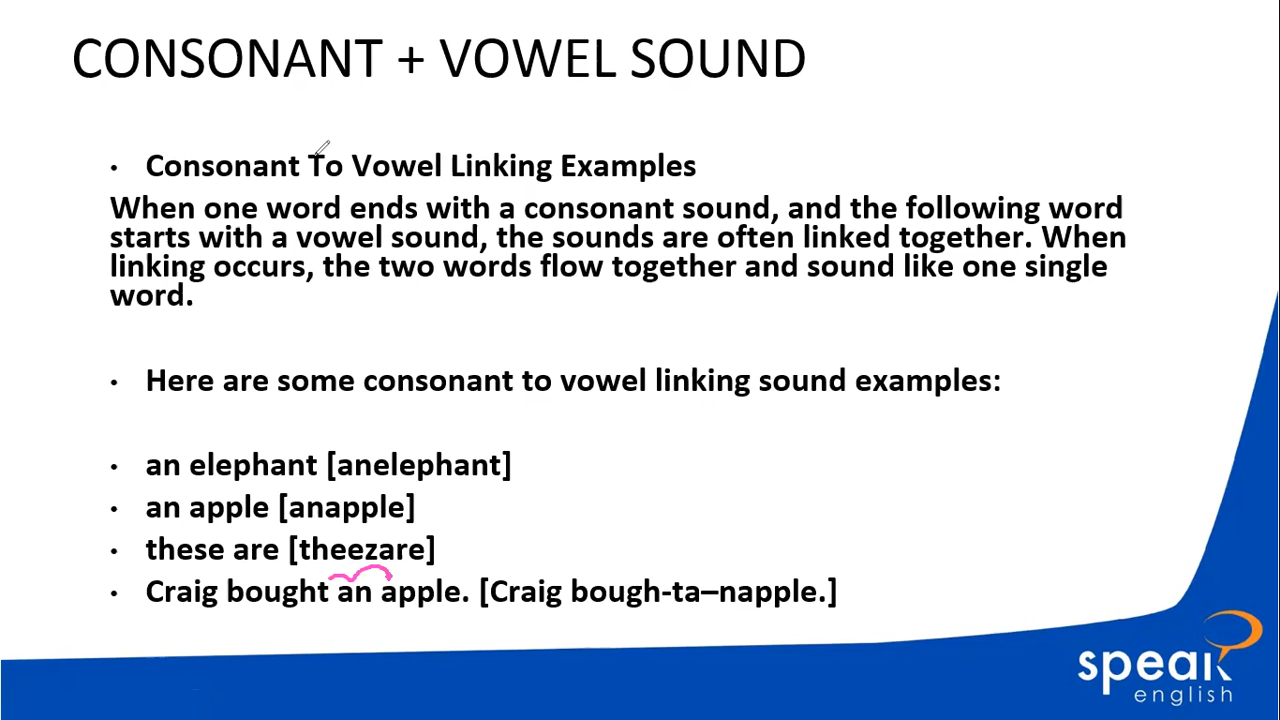 CONSONANT + VOWEL SOUND
• Consonant To Vowel Linking Examples
When one word ends with a consonant sound, and the following word
starts with a vowel sound, the sounds are often linked together. When
linking occurs, the two words flow together and sound like one single
word.
• Here are some consonant to vowel linking sound examples:
• an elephant [anelephant]
• an apple [anapple]
• these are [theezare]
• Craig bought an apple. [Craig bough-ta–napple.]
speak
english